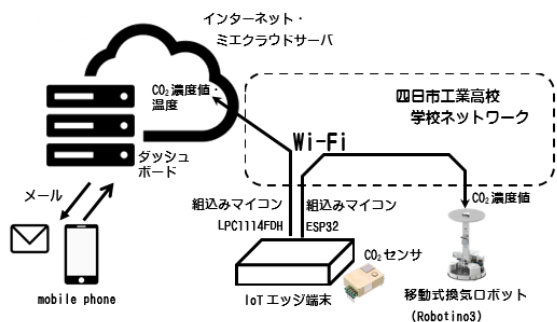 インターネット・
ミエクラウドサーバ
CO₂濃度値・
温度
四日市工業高校
学校ネットワーク
Wi-Fi
ダッシュ
ボード
メール
組込みマイコン
LPC1114FDH
組込みマイコン
ESP32
CO₂濃度値
CO₂センサ
mobile phone
IoTエッジ端末
移動式換気ロボット
(Robotino3)